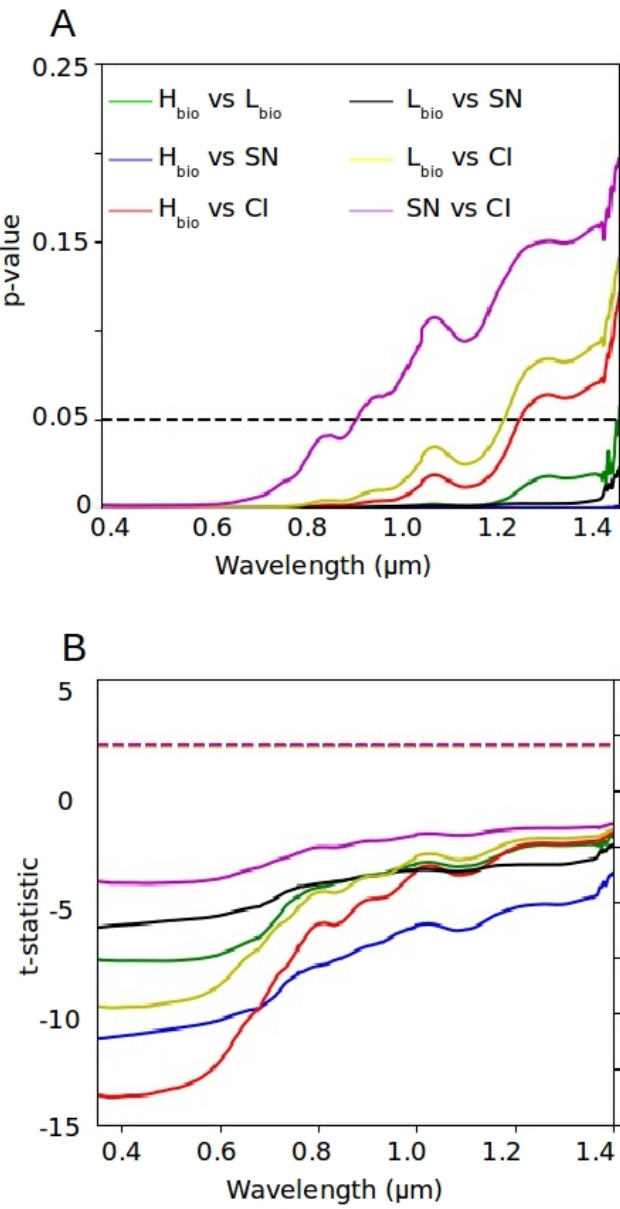 A
0.25
H bio vs L bio
L bio vs SN
H bio vs SN
L bio vs CI
H bio vs CI
SN vs CI
0.15
p-value
0.05
0
0.4 0.6 0.8 1.0 1.2 1.4
Wavelength (µm)
B
5
0
-5
t-statistic
-10
-15
0.4 0.6 0.8 1.0 1.2 1.4
Wavelength (µm)